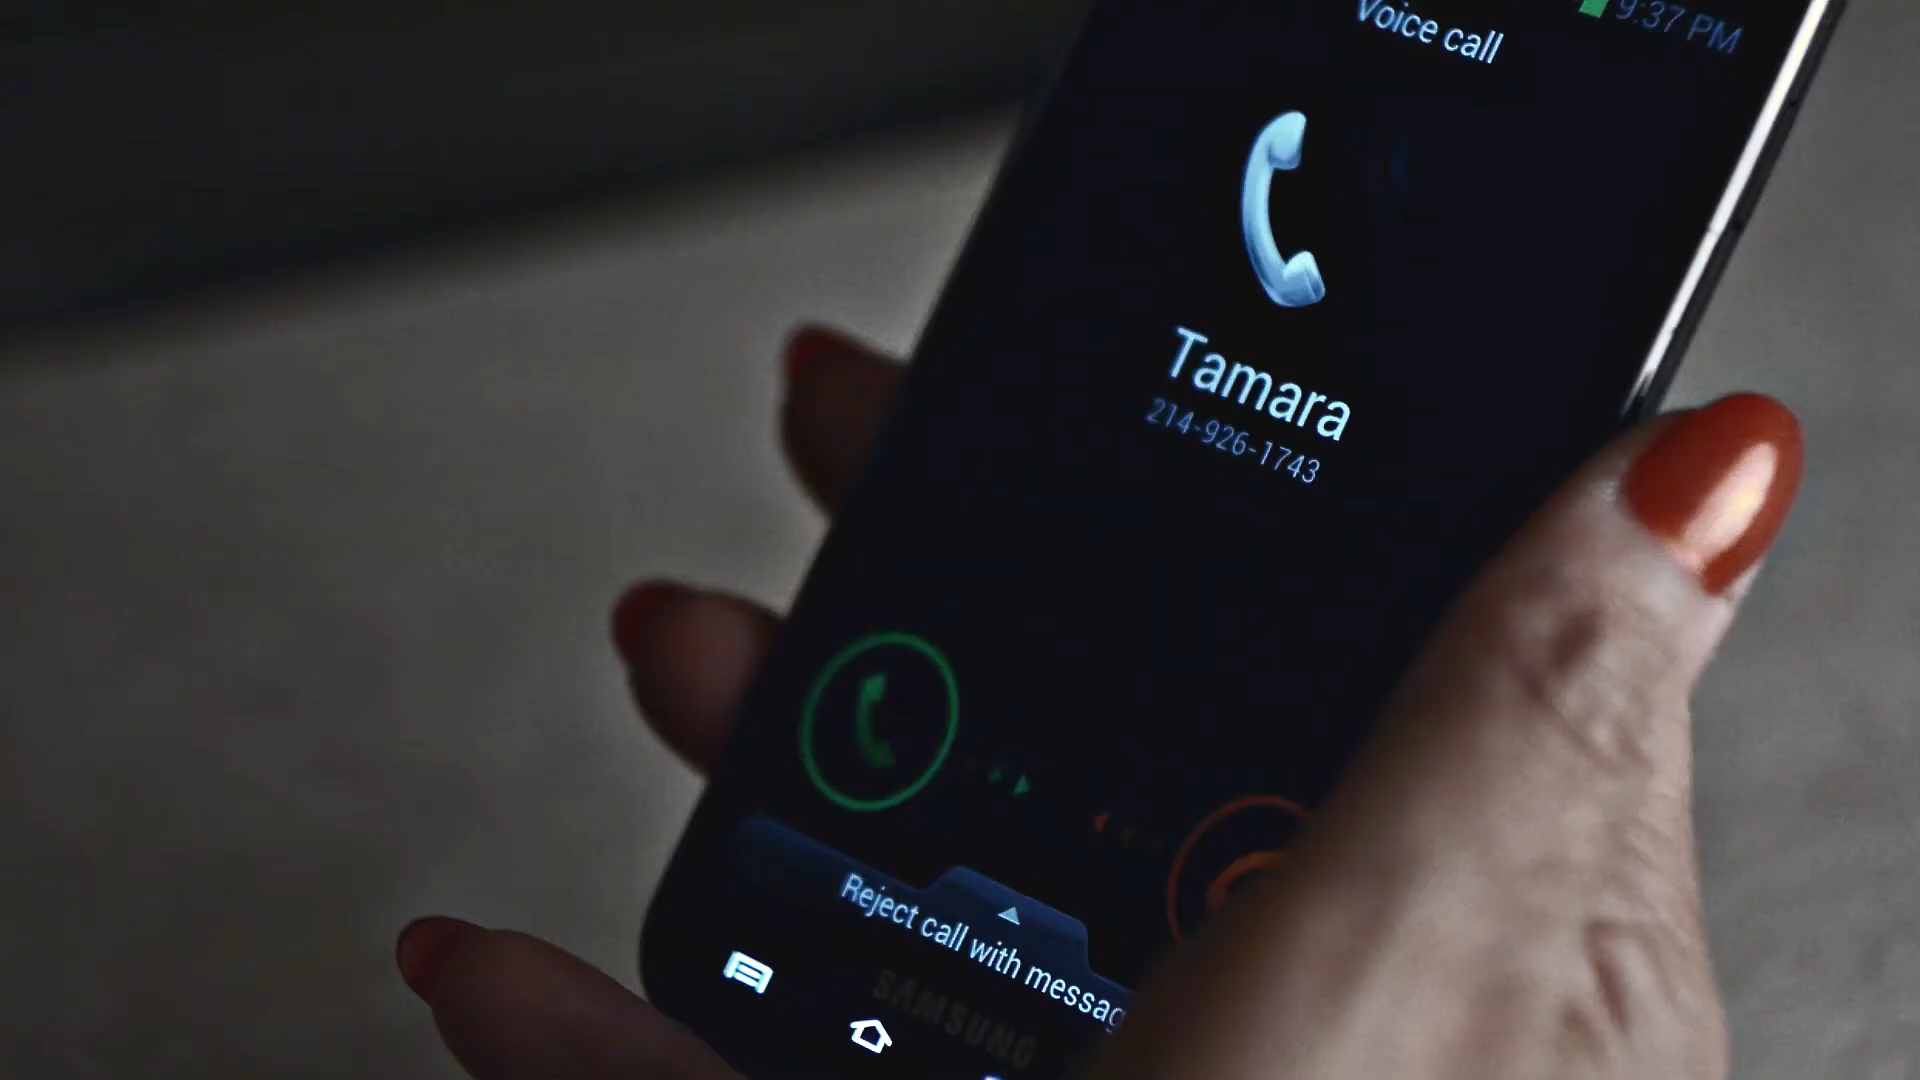 9:37 PM
Voice call
Tamara
214-926-1743
Reject call with messag
SAMSUNG